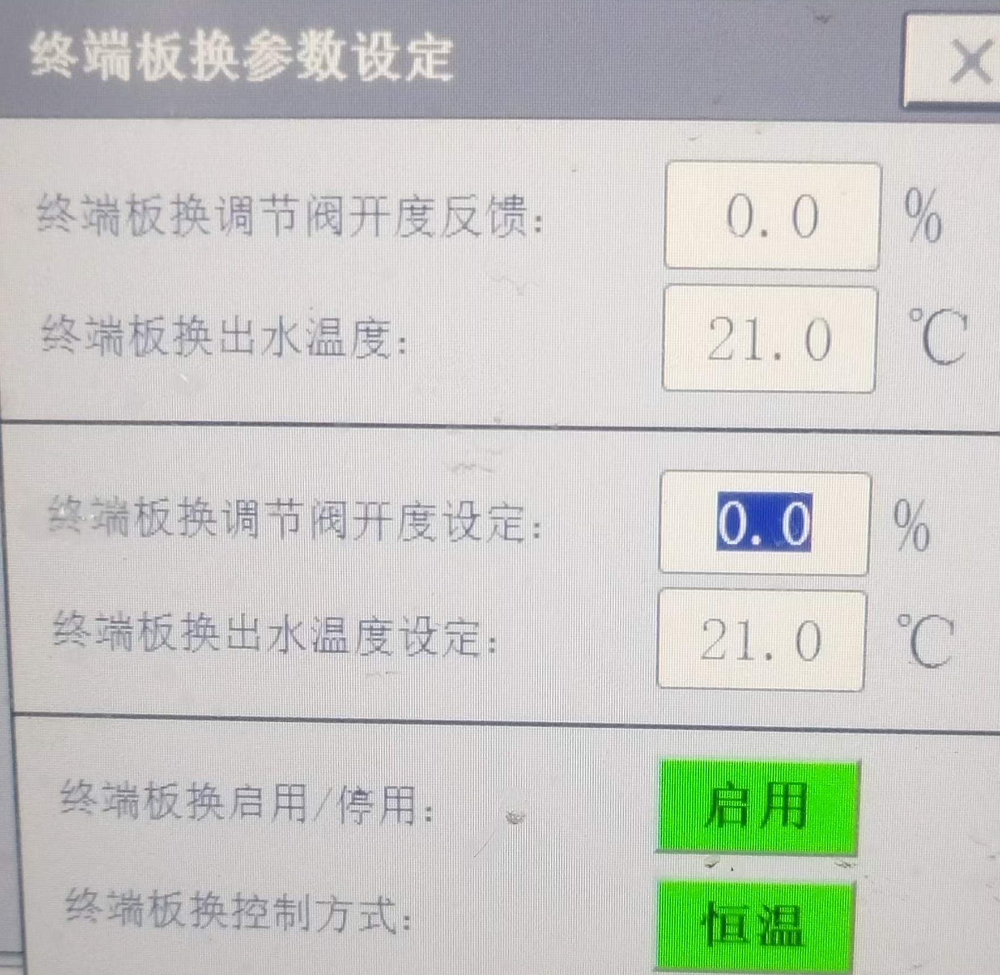 终端板换参数设定
终端板换调节阀开度反馈: 0.0 %
终端板换出水温度: 21.0 ℃
终端板换调节阀开度设定: 0.0 %
终端板换出水温度设定: 21.0 ℃
终端板换启用/停用: 启用
终端板换控制方式: 恒温